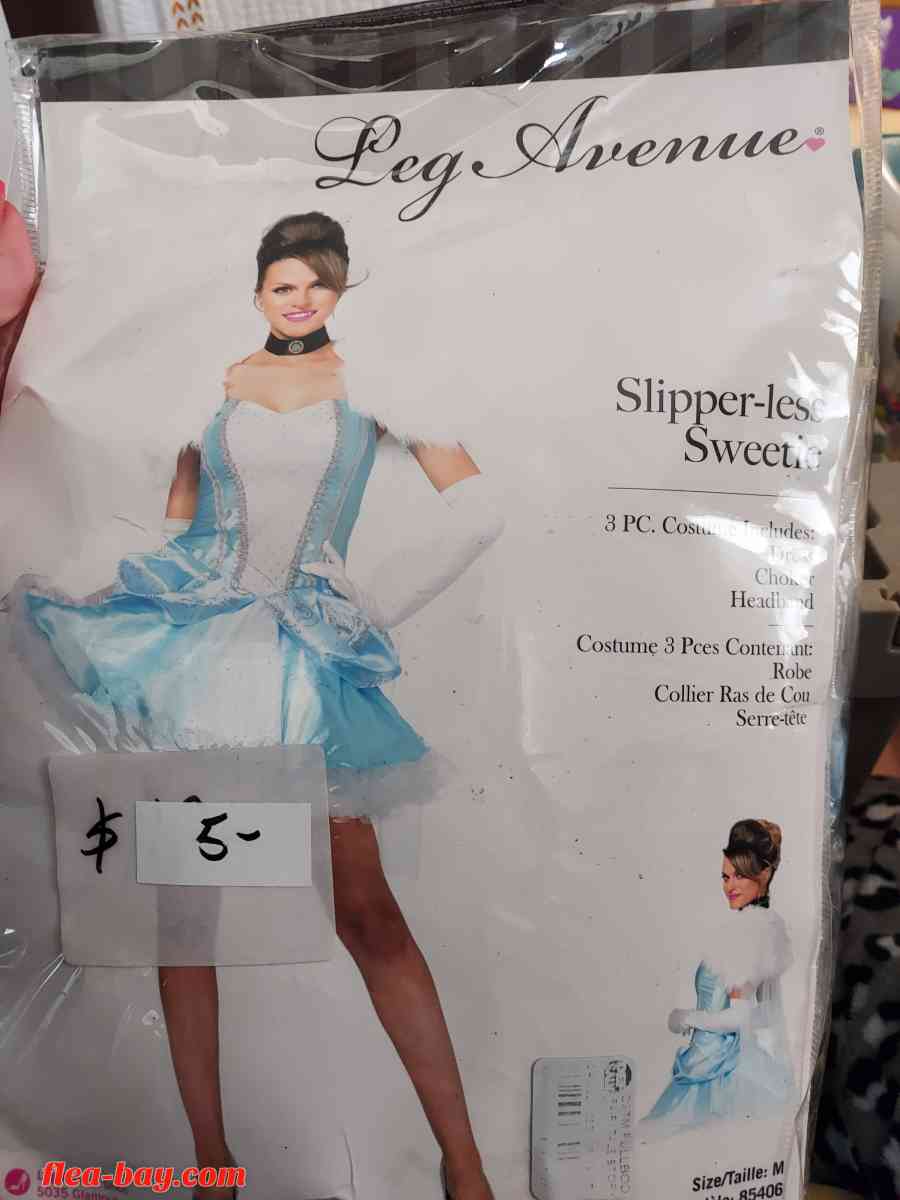 Leg Avenue®
Slipper-less
Sweetie
3 PC. Costume Includes:
Dress
Choker
Headband
Costume 3 Pces Contenant:
Robe
Collier Ras de Cou
Serre-tête
$ 5-
Size/Taille: M
85406
flea-bay.com
5035